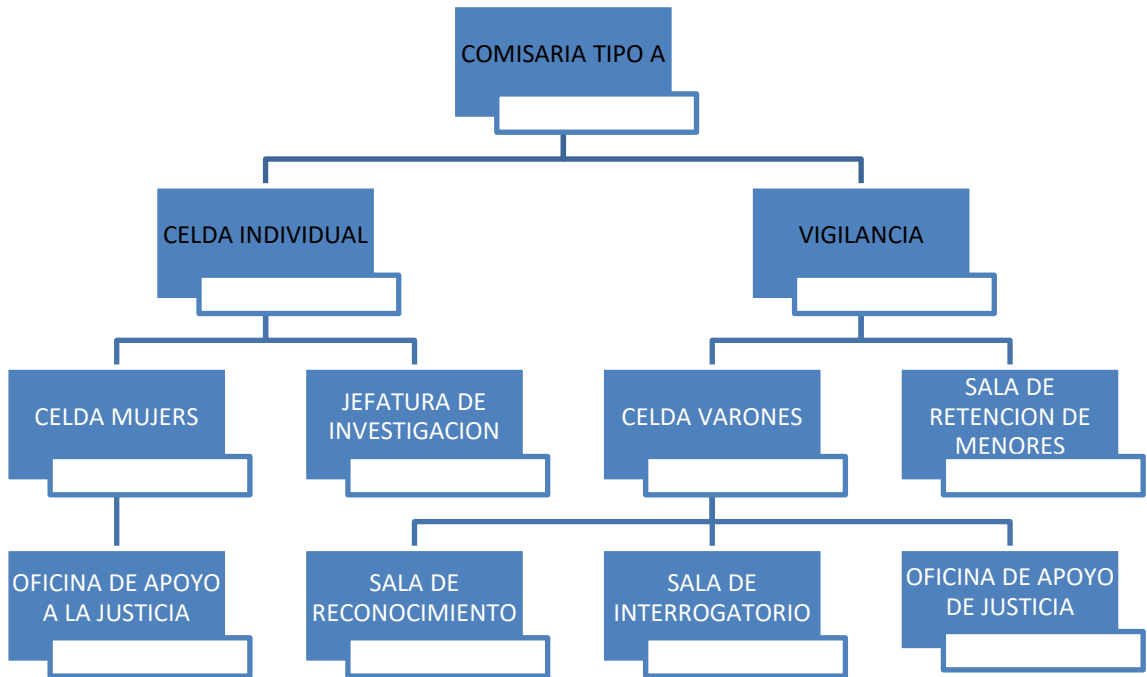 COMISARIA TIPO A
CELDA INDIVIDUAL
VIGILANCIA
CELDA MUJERS
JEFATURA DE
INVESTIGACION
CELDA VARONES
SALA DE
RETENCION DE
MENORES
OFICINA DE APOYO
A LA JUSTICIA
SALA DE
RECONOCIMIENTO
SALA DE
INTERROGATORIO
OFICINA DE APOYO
DE JUSTICIA